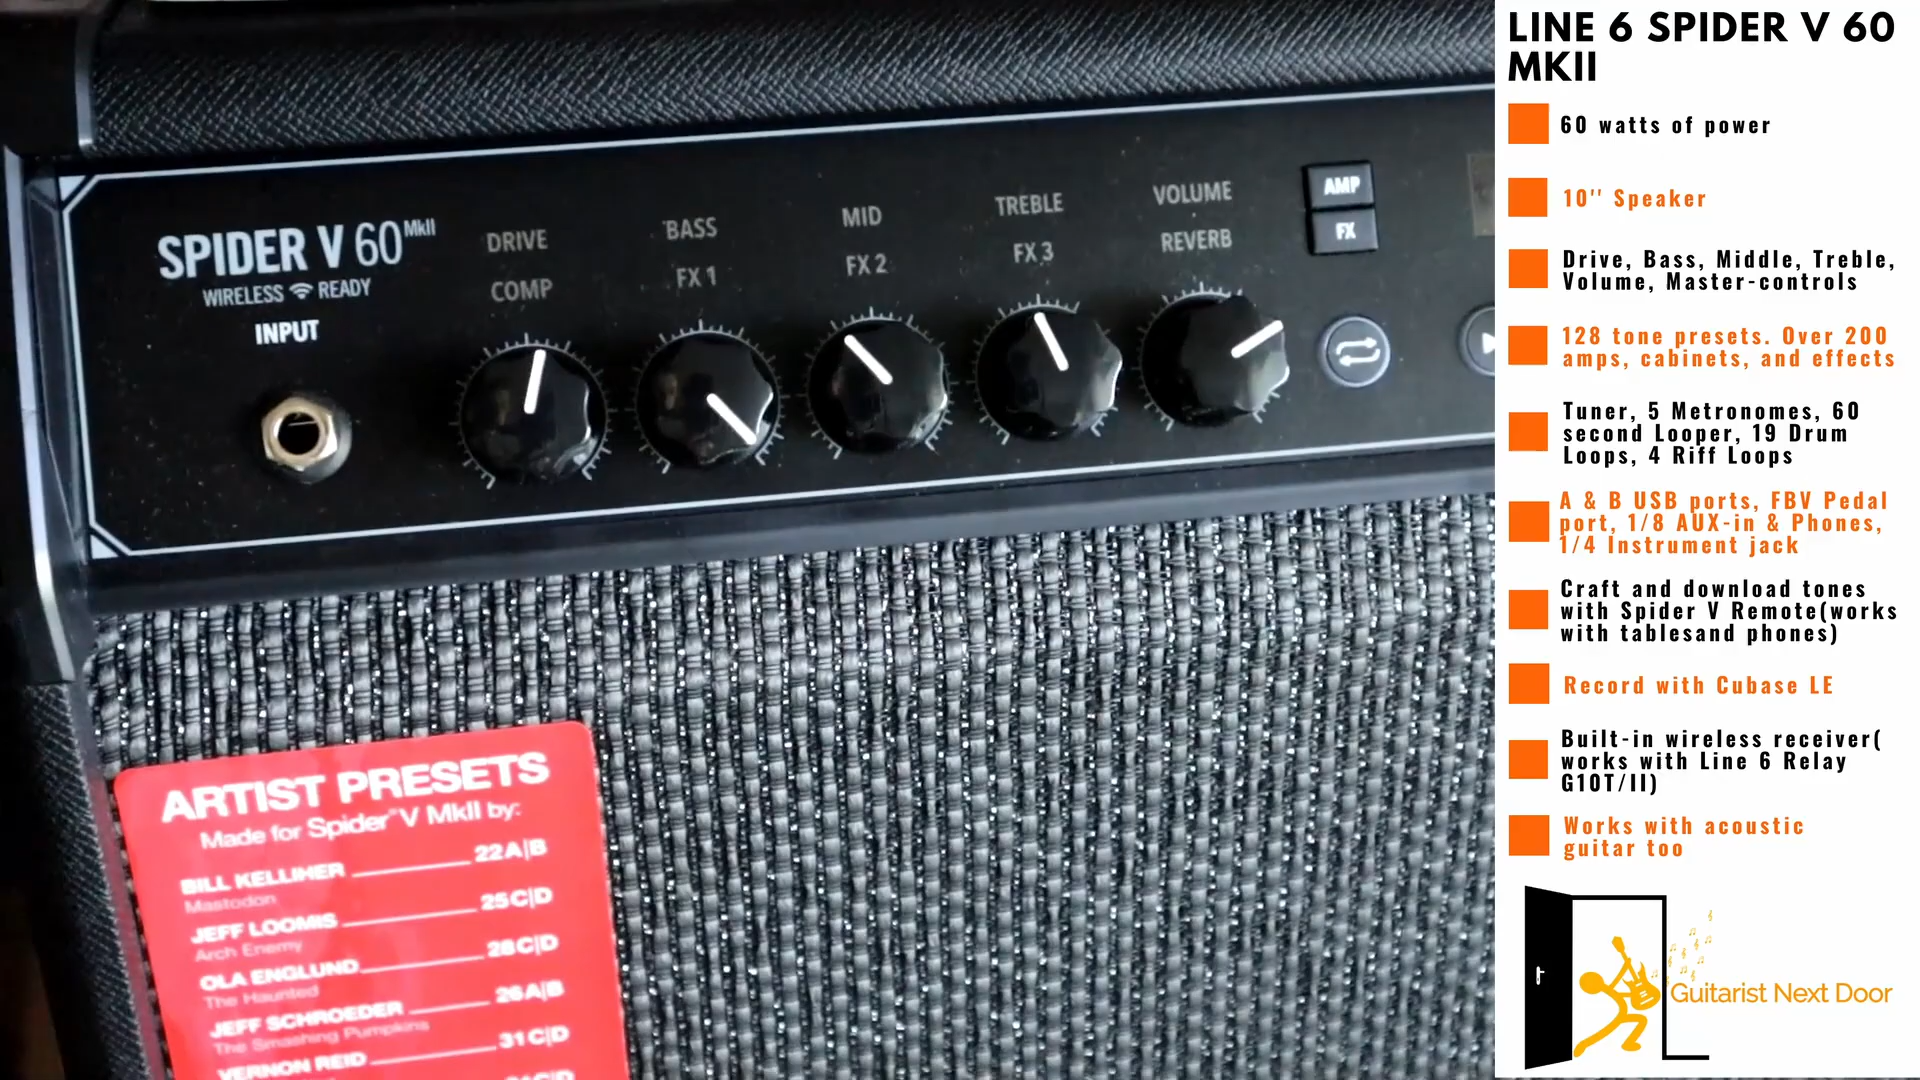 SPIDER V 60 MkII
WIRELESS READY
INPUT
DRIVE
COMP
BASS
FX 1
MID
FX 2
TREBLE
FX 3
VOLUME
REVERB
AMP
FX
ARTIST PRESETS
Made for Spider V MkII by:
BILL KELLIHER 22A|B
Mastodon
JEFF LOOMIS 25C|D
Arch Enemy
OLA ENGLUND 28C|D
The Haunted
JEFF SCHROEDER 26A|B
The Smashing Pumpkins
VERNON REID 31C|D
LINE 6 SPIDER V 60
MKII
60 watts of power
10'' Speaker
Drive, Bass, Middle, Treble,
Volume, Master-controls
128 tone presets. Over 200
amps, cabinets, and effects
Tuner, 5 Metronomes, 60
second Looper, 19 Drum
Loops, 4 Riff Loops
A & B USB ports, FBV Pedal
port, 1/8 AUX-in & Phones,
1/4 Instrument jack
Craft and download tones
with Spider V Remote(works
with tablesand phones)
Record with Cubase LE
Built-in wireless receiver(
works with Line 6 Relay
G10T/II)
Works with acoustic
guitar too
Guitarist Next Door